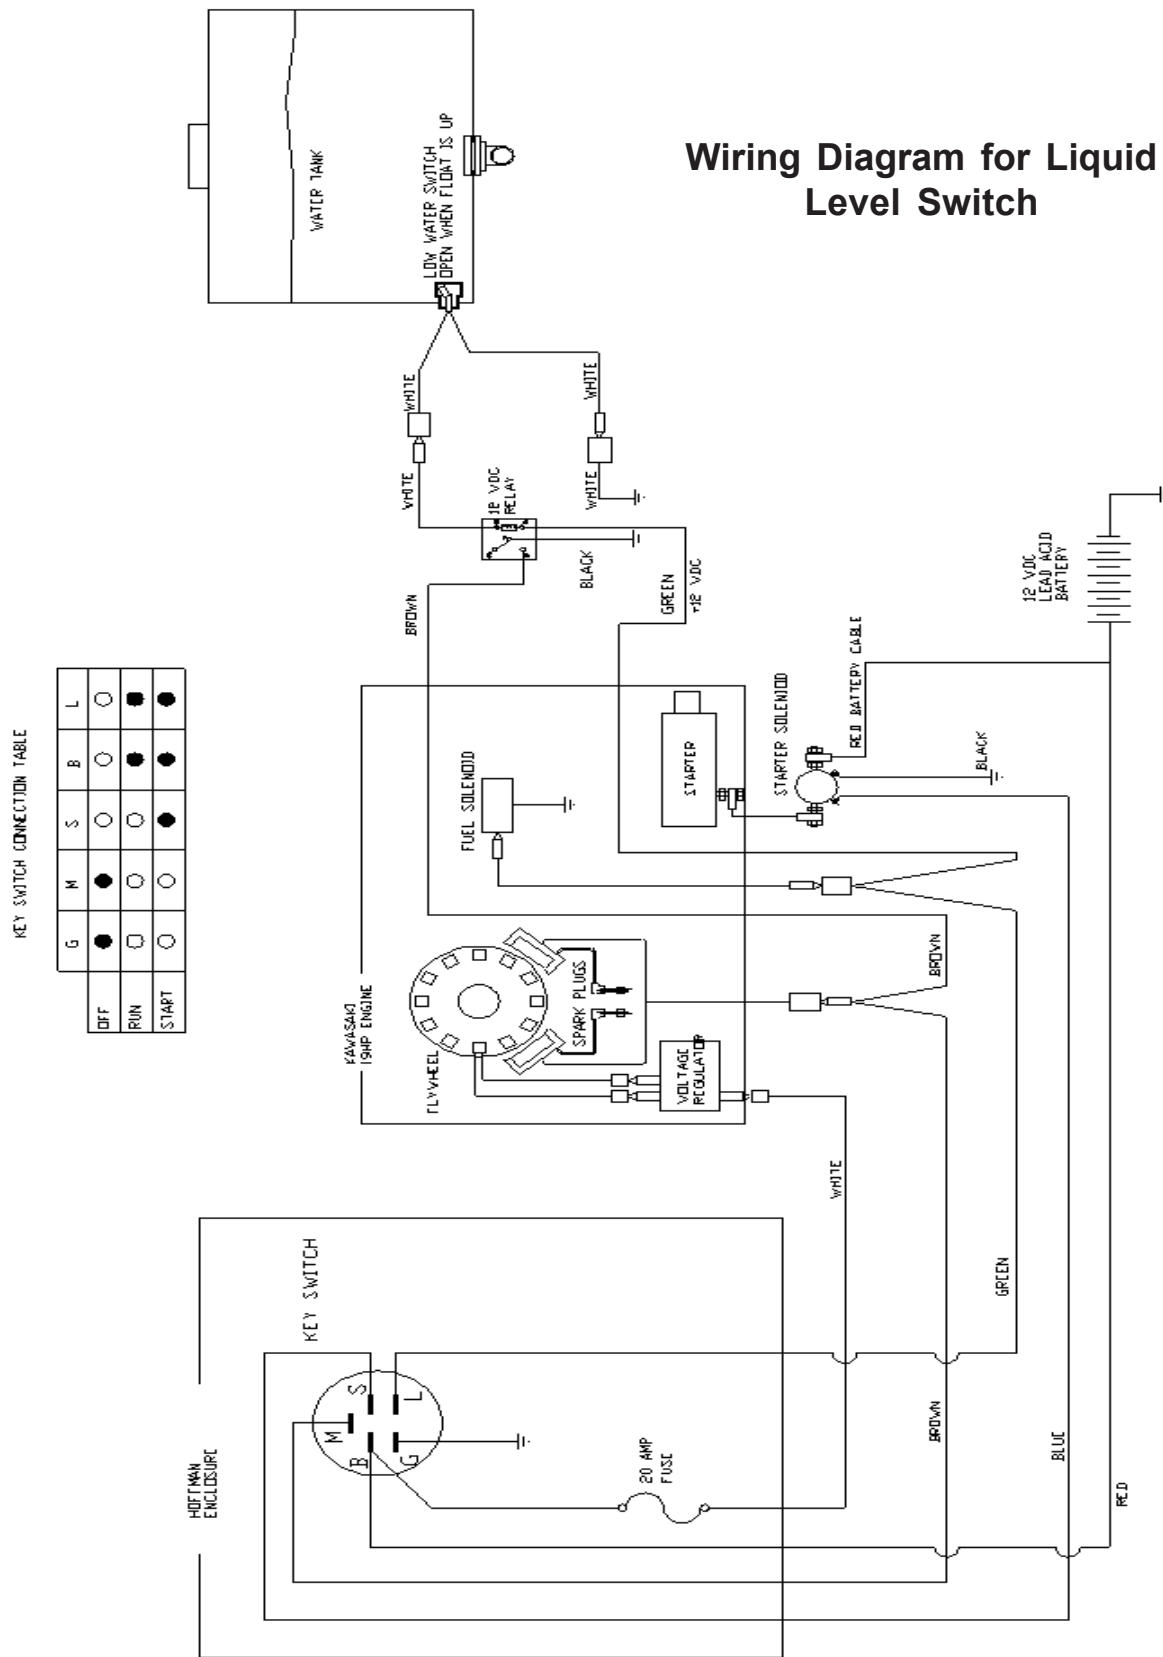 Wiring Diagram for Liquid
Level Switch
WATER TANK
LOW WATER SWITCH
OPEN WHEN FLOAT IS UP
WHITE
WHITE
WHITE
WHITE
12 VDC
RELAY
BLACK
BROWN
GREEN
+12 VDC
12 VDC
LEAD ACID
BATTERY
KEY SWITCH CONNECTION TABLE
G M S B L
OFF
RUN
START
KAWASAKI
19HP ENGINE
FLYWHEEL
FUEL SOLENOID
STARTER
STARTER SOLENOID
RED BATTERY CABLE
BLACK
SPARK PLUGS
VOLTAGE
REGULATOR
BROWN
WHITE
GREEN
HOFFMAN
ENCLOSURE
KEY SWITCH
M
S
B
L
G
20 AMP
FUSE
BROWN
BLUE
RED